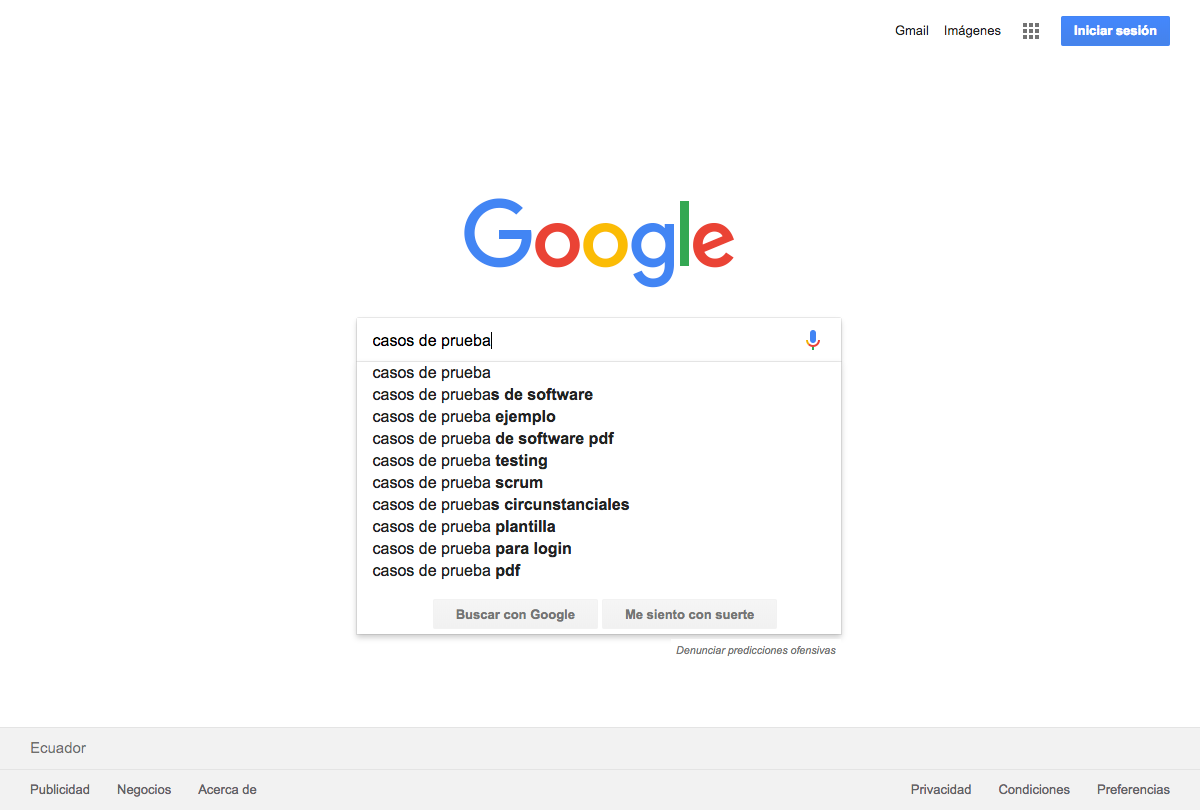 Gmail Imágenes Iniciar sesión
Google
casos de prueba
casos de prueba
casos de pruebas de software
casos de prueba ejemplo
casos de prueba de software pdf
casos de prueba testing
casos de prueba scrum
casos de pruebas circunstanciales
casos de prueba plantilla
casos de prueba para login
casos de prueba pdf
Buscar con Google Me siento con suerte
Denunciar predicciones ofensivas
Ecuador
Publicidad Negocios Acerca de Privacidad Condiciones Preferencias